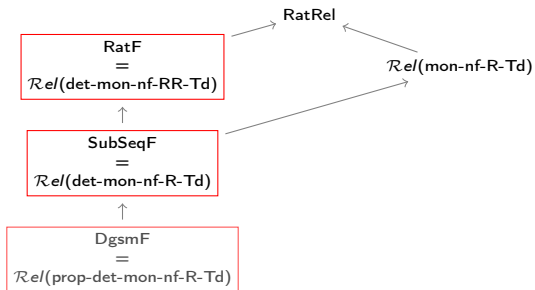 RatRel
RatF
=
Rel(det-mon-nf-RR-Td)
Rel(mon-nf-R-Td)
SubSeqF
=
Rel(det-mon-nf-R-Td)
DgsmF
=
Rel(prop-det-mon-nf-R-Td)